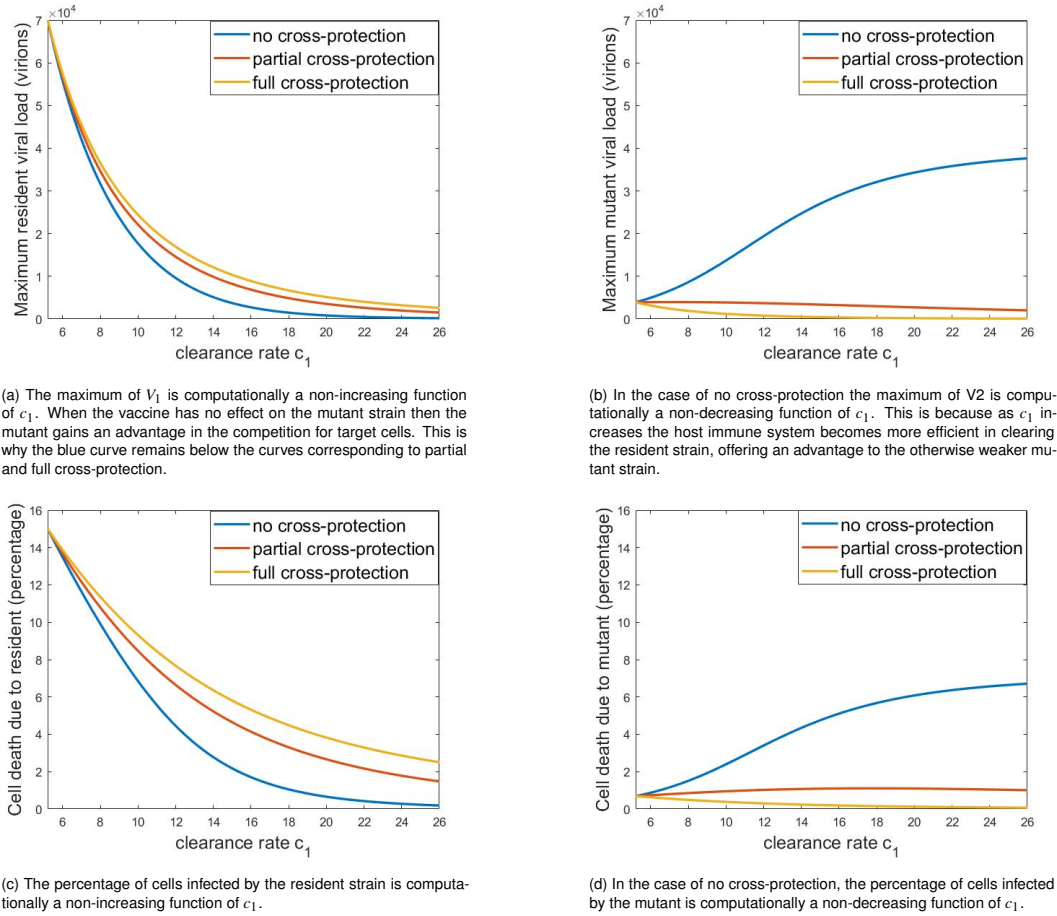 ×10⁴
7
6
5
4
3
2
1
0
Maximum resident viral load (virions)
no cross-protection
partial cross-protection
full cross-protection
6 8 10 12 14 16 18 20 22 24 26
clearance rate c₁
(a) The maximum of V₁ is computationally a non-increasing function
of c₁. When the vaccine has no effect on the mutant strain then the
mutant gains an advantage in the competition for target cells. This is
why the blue curve remains below the curves corresponding to partial
and full cross-protection.
×10⁴
7
6
5
4
3
2
1
0
Maximum mutant viral load (virions)
no cross-protection
partial cross-protection
full cross-protection
6 8 10 12 14 16 18 20 22 24 26
clearance rate c₁
(b) In the case of no cross-protection the maximum of V2 is compu-
tationally a non-decreasing function of c₁. This is because as c₁ in-
creases the host immune system becomes more efficient in clearing
the resident strain, offering an advantage to the otherwise weaker mu-
tant strain.
16
14
12
10
8
6
4
2
0
Cell death due to resident (percentage)
no cross-protection
partial cross-protection
full cross-protection
6 8 10 12 14 16 18 20 22 24 26
clearance rate c₁
(c) The percentage of cells infected by the resident strain is computa-
tionally a non-increasing function of c₁.
16
14
12
10
8
6
4
2
0
Cell death due to mutant (percentage)
no cross-protection
partial cross-protection
full cross-protection
6 8 10 12 14 16 18 20 22 24 26
clearance rate c₁
(d) In the case of no cross-protection, the percentage of cells infected
by the mutant is computationally a non-decreasing function of c₁.